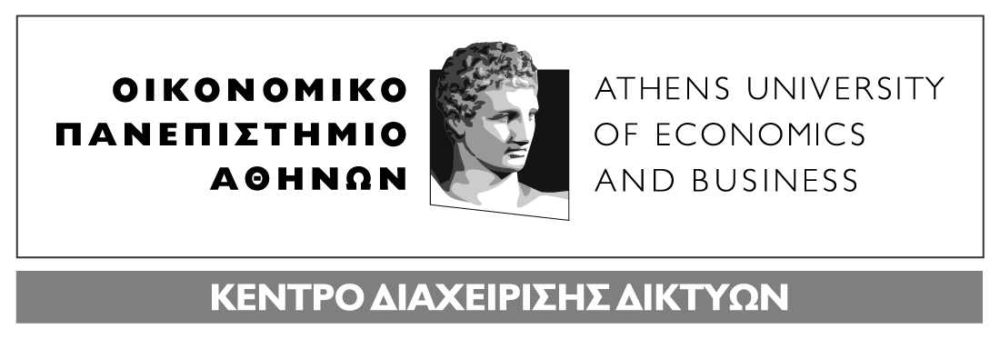 ΟΙΚΟΝΟΜΙΚΟ
ΠΑΝΕΠΙΣΤΗΜΙΟ
ΑΘΗΝΩΝ
ATHENS UNIVERSITY
OF ECONOMICS
AND BUSINESS
ΚΕΝΤΡΟ ΔΙΑΧΕΙΡΙΣΗΣ ΔΙΚΤΥΩΝ